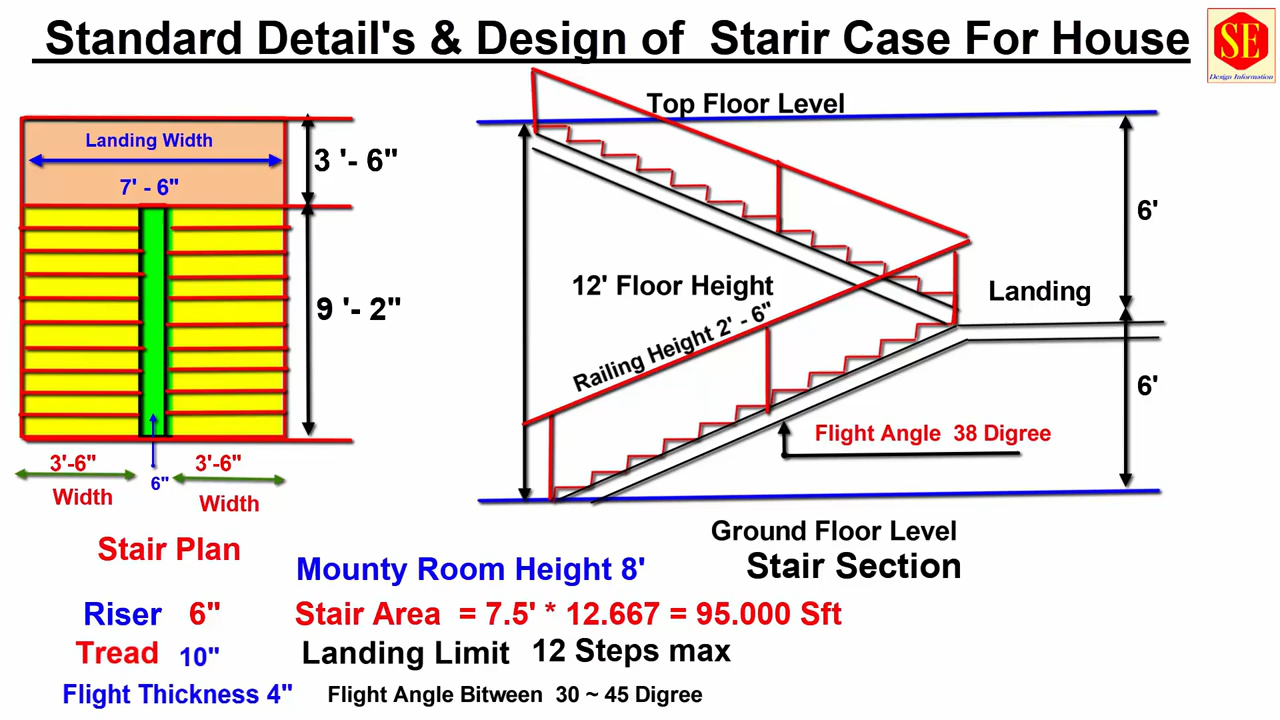 Standard Detail's & Design of Starir Case For House
SE
Design Information
Landing Width
7' - 6"
3 '- 6"
9 '- 2"
3'-6"
Width
6"
3'-6"
Width
Stair Plan
Top Floor Level
12' Floor Height
Railing Height 2' - 6"
6'
Landing
6'
Flight Angle 38 Digree
Ground Floor Level
Stair Section
Mounty Room Height 8'
Riser 6"
Stair Area = 7.5' * 12.667 = 95.000 Sft
Tread 10"
Landing Limit 12 Steps max
Flight Thickness 4"
Flight Angle Bitween 30 ~ 45 Digree